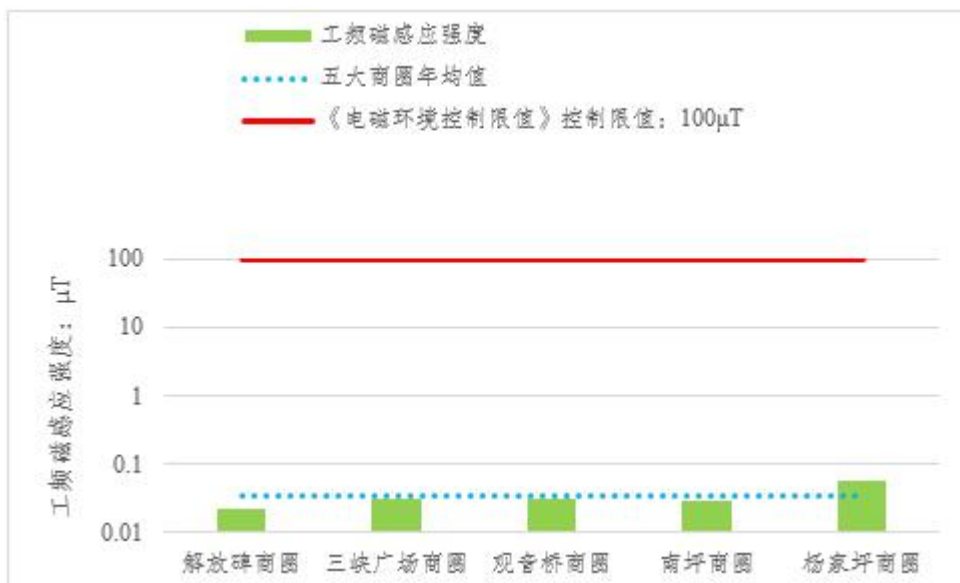 工频磁感应强度
五大商圈年均值
《电磁环境控制限值》控制限值：100μT
工频磁感应强度：μT
100
10
1
0.1
0.01
解放碑商圈 三峡广场商圈 观音桥商圈 南坪商圈 杨家坪商圈